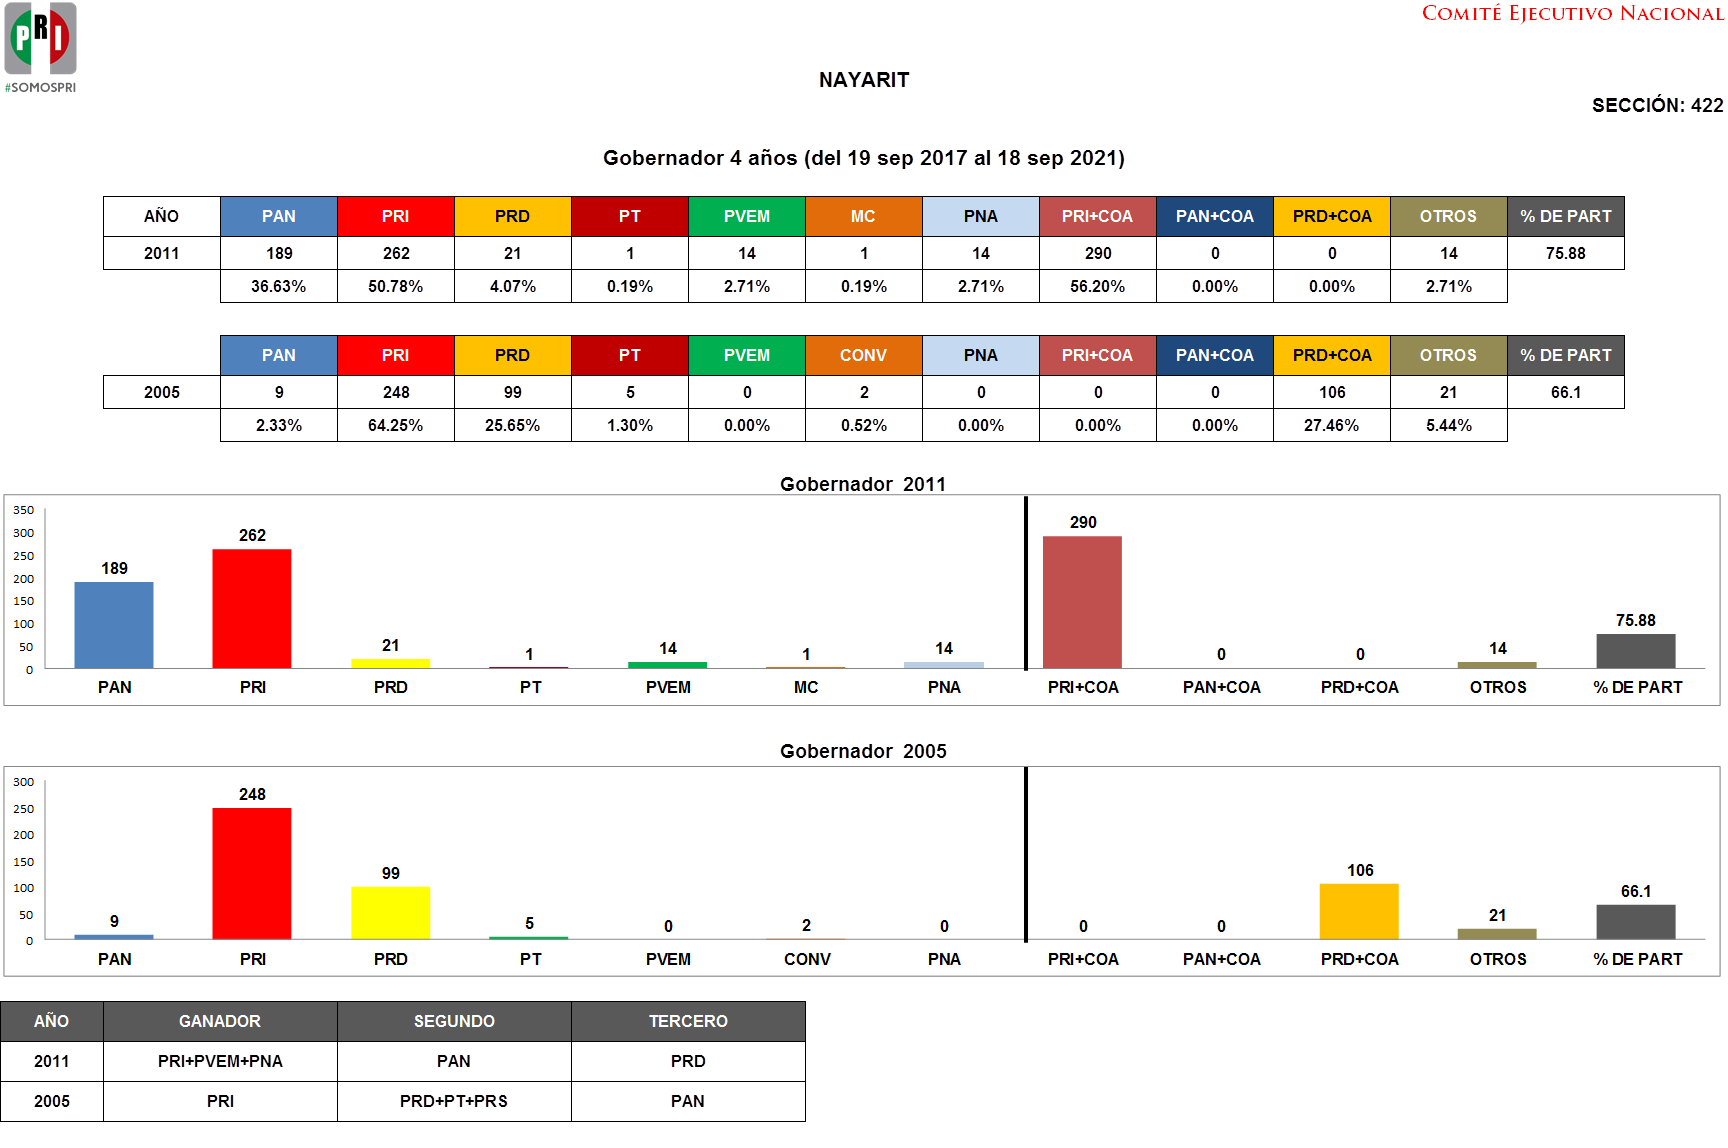 PRI
#SOMOSPRI
COMITÉ EJECUTIVO NACIONAL
NAYARIT
SECCIÓN: 422
Gobernador 4 años (del 19 sep 2017 al 18 sep 2021)
AÑO PAN PRI PRD PT PVEM MC PNA PRI+COA PAN+COA PRD+COA OTROS % DE PART
2011 189 262 21 1 14 1 14 290 0 0 14 75.88
36.63% 50.78% 4.07% 0.19% 2.71% 0.19% 2.71% 56.20% 0.00% 0.00% 2.71%
PAN PRI PRD PT PVEM CONV PNA PRI+COA PAN+COA PRD+COA OTROS % DE PART
2005 9 248 99 5 0 2 0 0 0 106 21 66.1
2.33% 64.25% 25.65% 1.30% 0.00% 0.52% 0.00% 0.00% 0.00% 27.46% 5.44%
Gobernador 2011
350
300
250
200
150
100
50
0
189 262 21 1 14 1 14 290 0 0 14 75.88
PAN PRI PRD PT PVEM MC PNA PRI+COA PAN+COA PRD+COA OTROS % DE PART
Gobernador 2005
300
250
200
150
100
50
0
9 248 99 5 0 2 0 0 0 106 21 66.1
PAN PRI PRD PT PVEM CONV PNA PRI+COA PAN+COA PRD+COA OTROS % DE PART
AÑO GANADOR SEGUNDO TERCERO
2011 PRI+PVEM+PNA PAN PRD
2005 PRI PRD+PT+PRS PAN